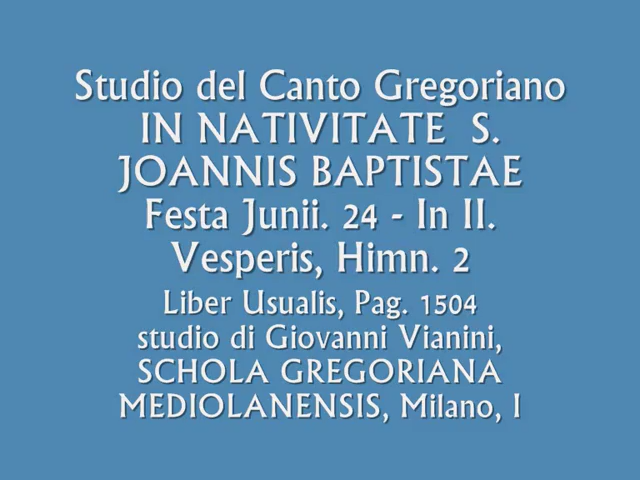 Studio del Canto Gregoriano
IN NATIVITATE S.
JOANNIS BAPTISTAE
Festa Junii. 24 - In II.
Vesperis, Himn. 2
Liber Usualis, Pag. 1504
studio di Giovanni Vianini,
SCHOLA GREGORIANA
MEDIOLANENSIS, Milano, I